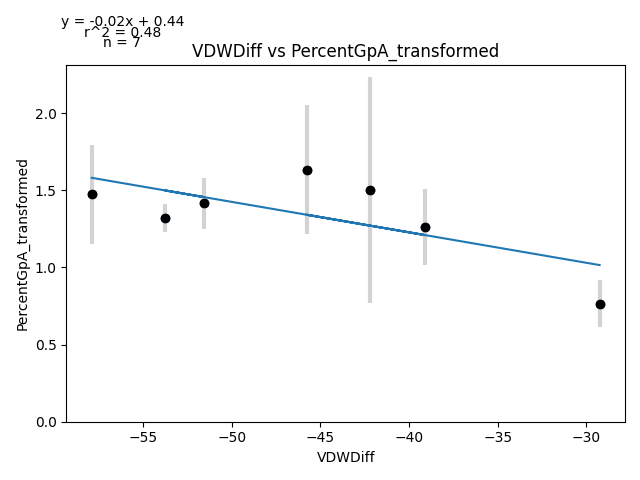 y = -0.02x + 0.44
r^2 = 0.48
n = 7
VDWDiff vs PercentGpA_transformed
PercentGpA_transformed
2.0
1.5
1.0
0.5
0.0
−55
−50
−45
−40
−35
−30
VDWDiff